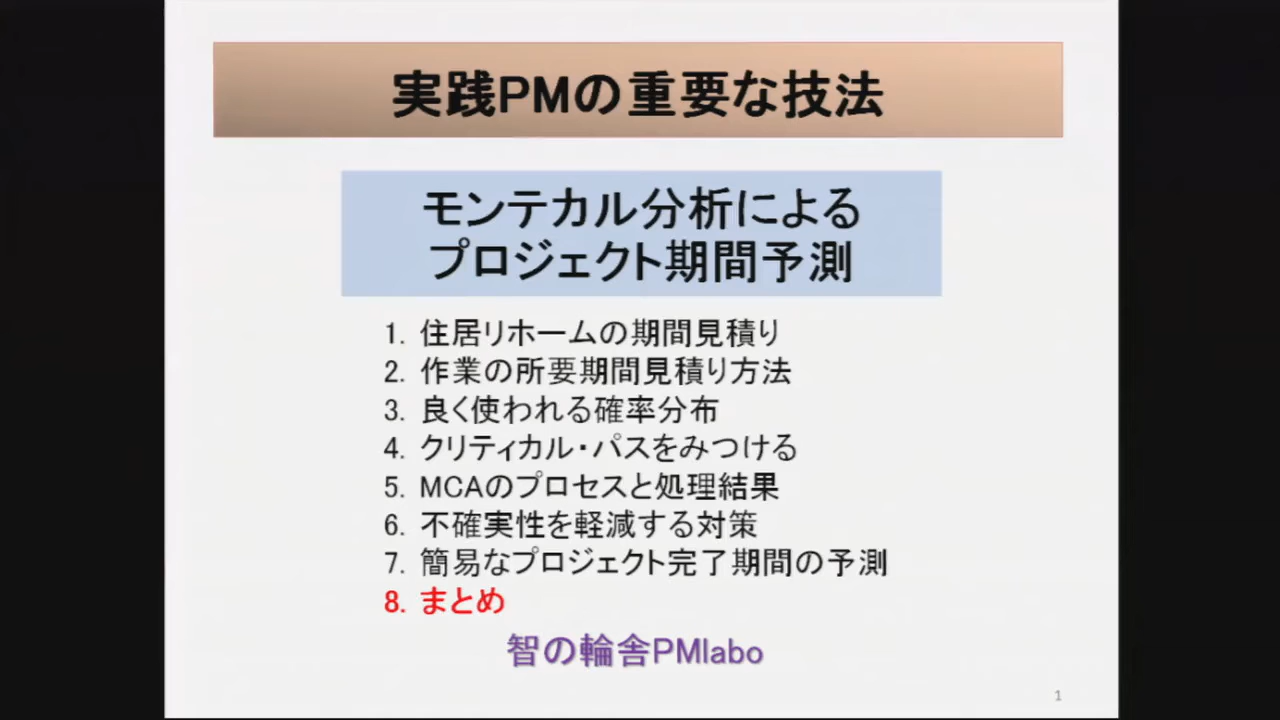 実践PMの重要な技法
モンテカル分析による
プロジェクト期間予測
1. 住居リホームの期間見積り
2. 作業の所要期間見積り方法
3. 良く使われる確率分布
4. クリティカル・パスをみつける
5. MCAのプロセスと処理結果
6. 不確実性を軽減する対策
7. 簡易なプロジェクト完了期間の予測
8. まとめ
智の輪舎PMlabo
1